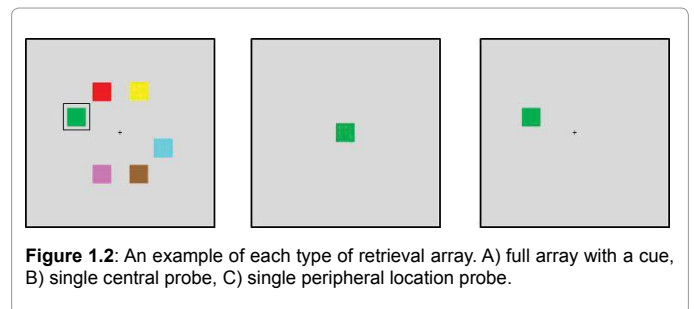 Figure 1.2: An example of each type of retrieval array. A) full array with a cue,
B) single central probe, C) single peripheral location probe.